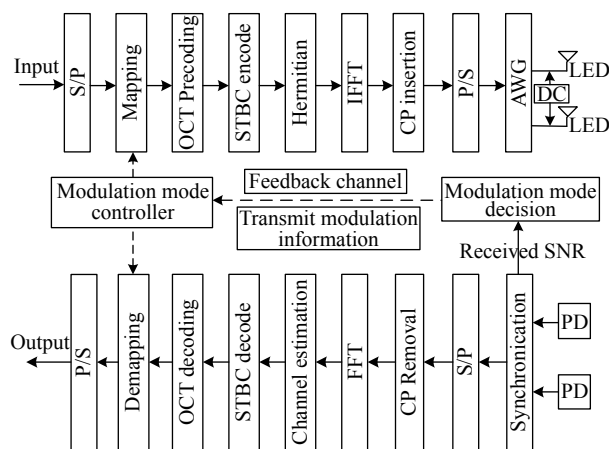 Input
S/P
Mapping
OCT Precoding
STBC encode
Hermitian
IFFT
CP insertion
P/S
AWG
LED
DC
LED
Modulation mode
controller
Feedback channel
Transmit modulation
information
Modulation mode
decision
Received SNR
Output
P/S
Demapping
OCT decoding
STBC decode
Channel estimation
FFT
CP Removal
S/P
Synchronication
PD
PD